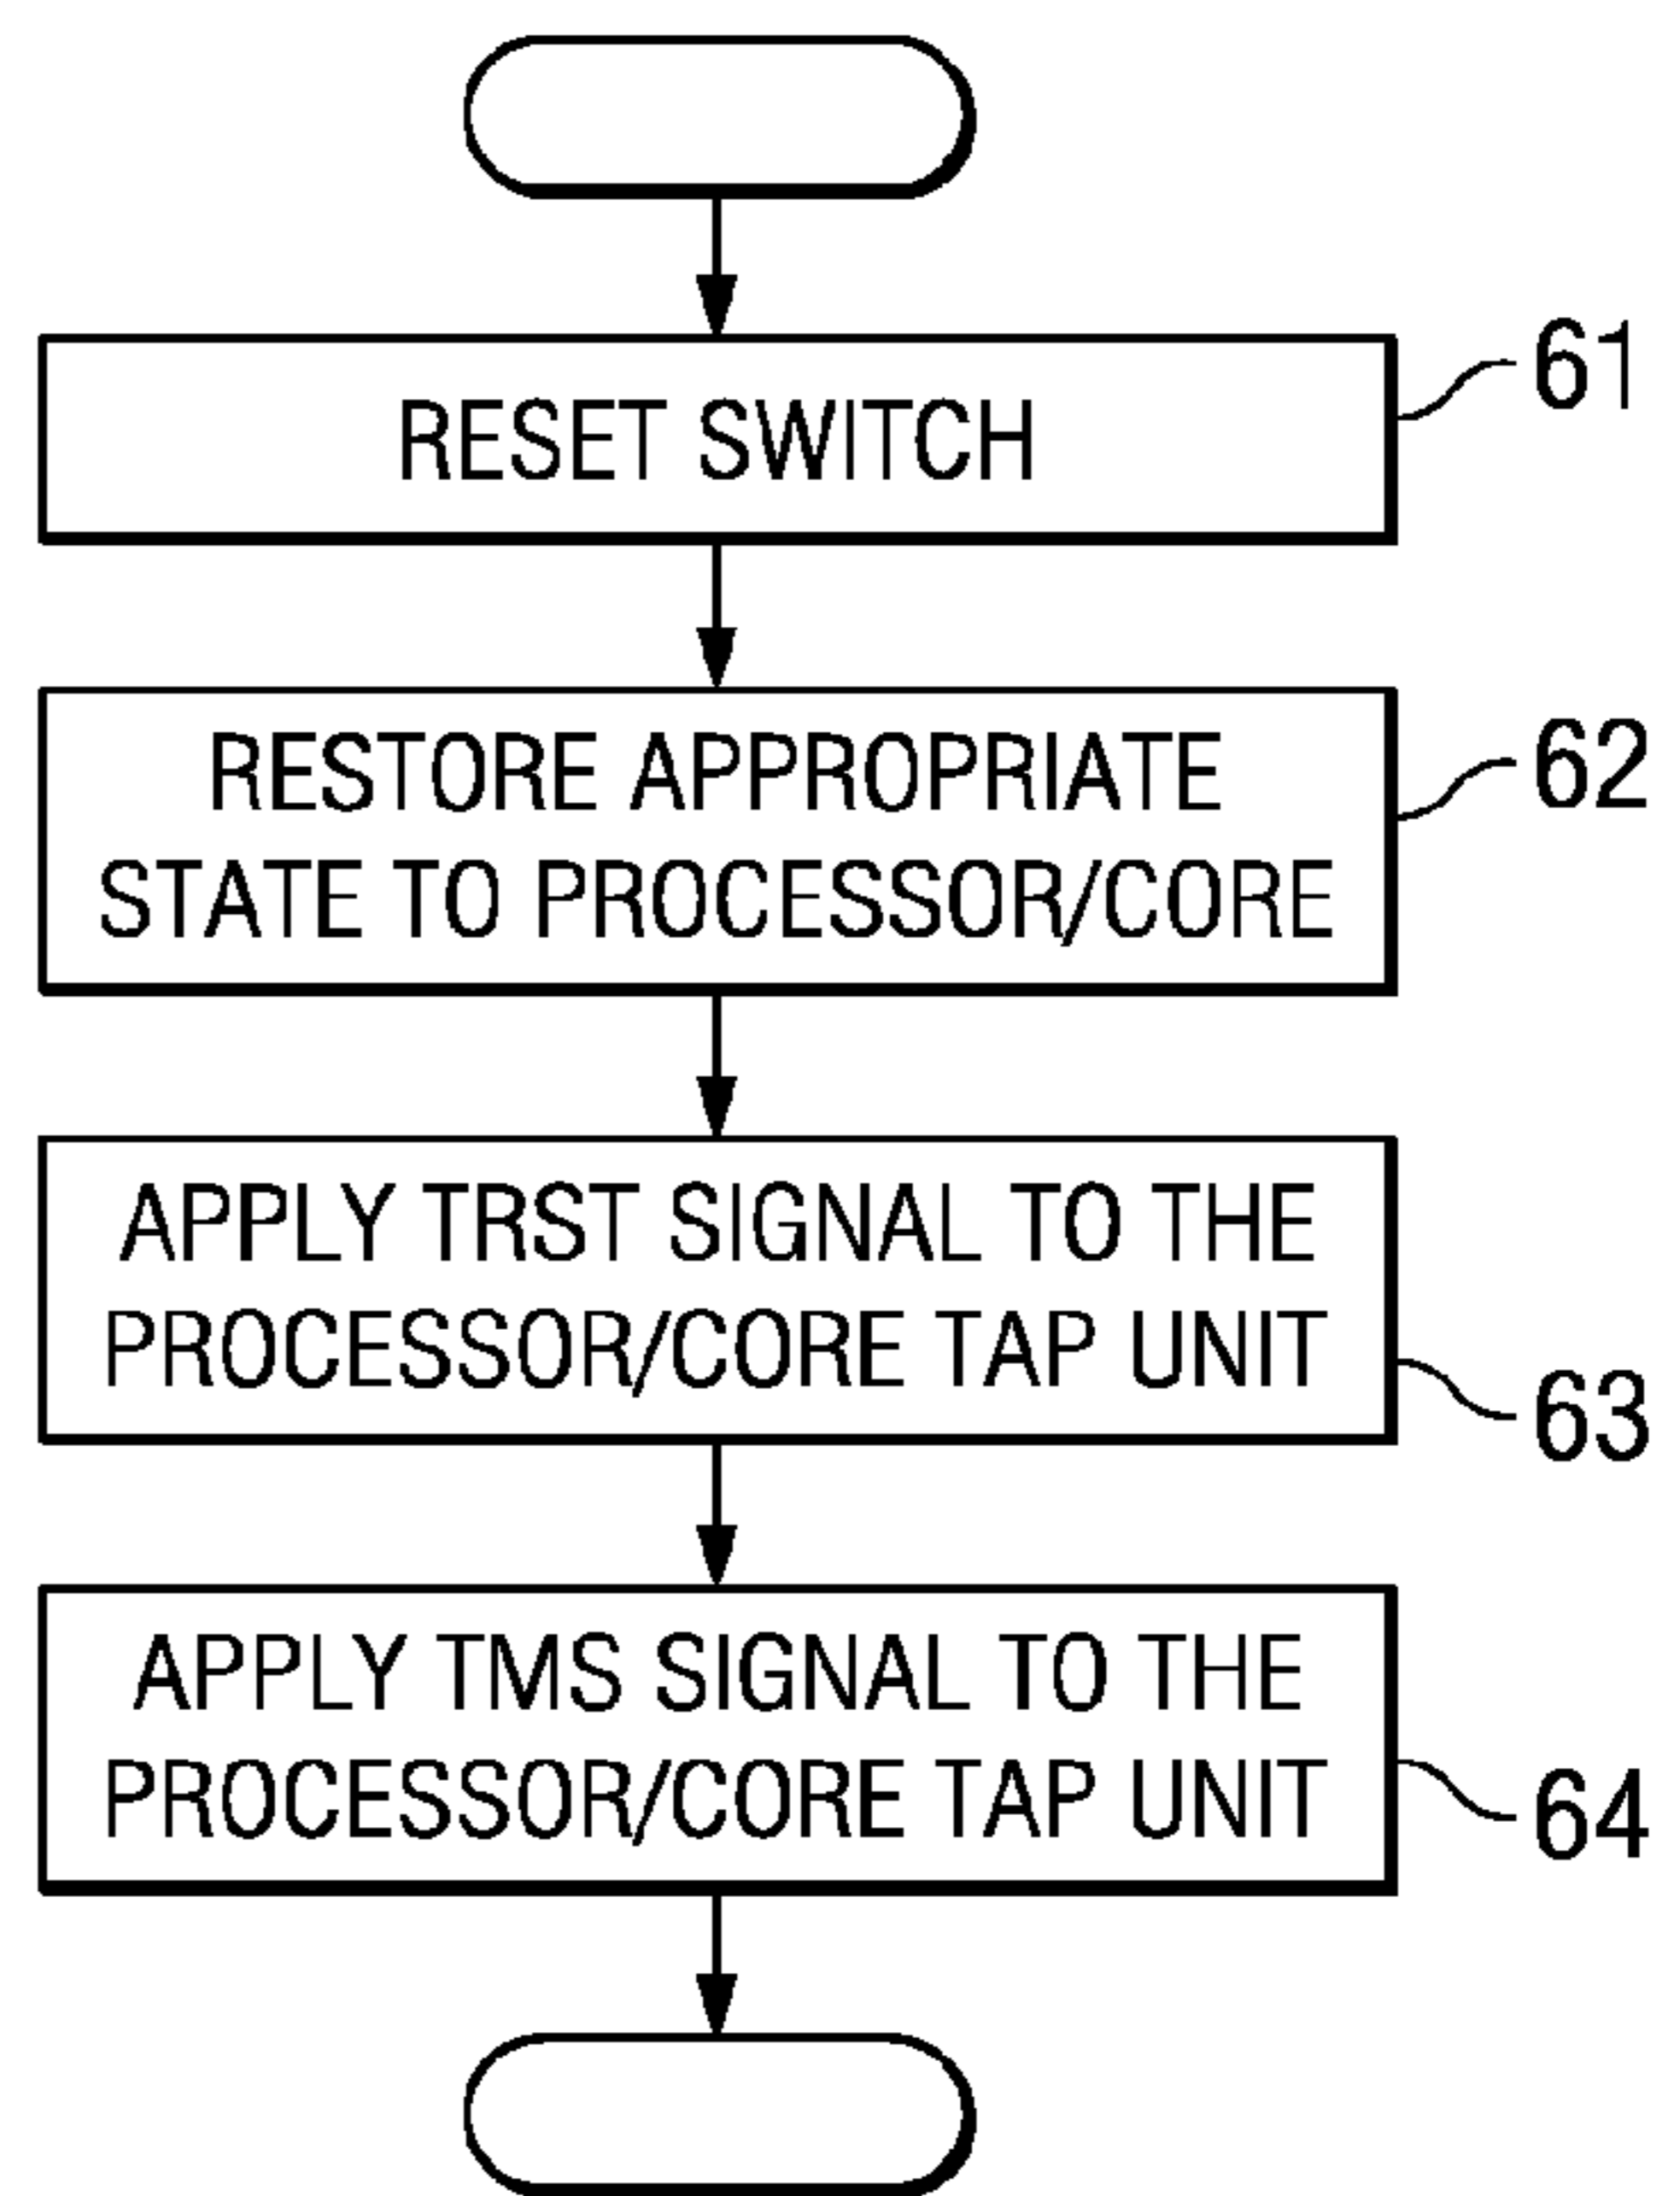 RESET SWITCH
61
RESTORE APPROPRIATE
STATE TO PROCESSOR/CORE
62
APPLY TRST SIGNAL TO THE
PROCESSOR/CORE TAP UNIT
63
APPLY TMS SIGNAL TO THE
PROCESSOR/CORE TAP UNIT
64